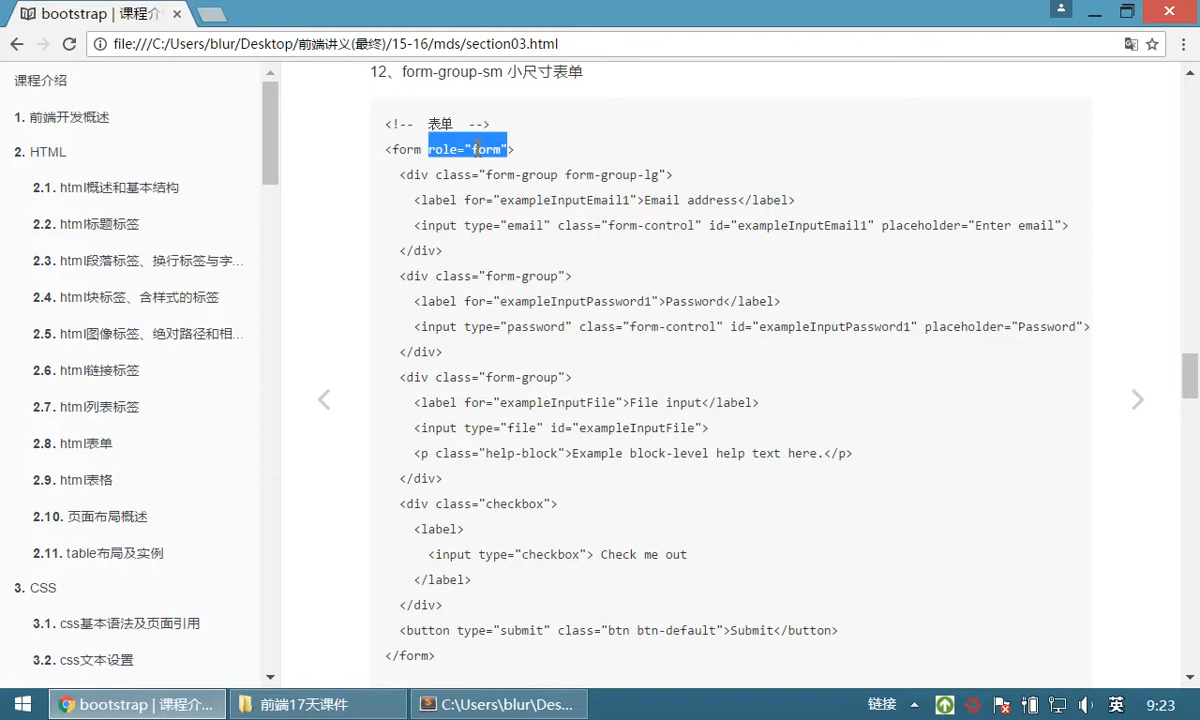 bootstrap | 课程介
file:///C:/Users/blur/Desktop/前端讲义(最终)/15-16/mds/section03.html
课程介绍
1. 前端开发概述
2. HTML
2.1. html概述和基本结构
2.2. html标题标签
2.3. html段落标签、换行标签与字...
2.4. html块标签、含样式的标签
2.5. html图像标签、绝对路径和相...
2.6. html链接标签
2.7. html列表标签
2.8. html表单
2.9. html表格
2.10. 页面布局概述
2.11. table布局及实例
3. CSS
3.1. css基本语法及页面引用
3.2. css文本设置
12、form-group-sm 小尺寸表单
<!-- 表单 -->
<form role="form">
<div class="form-group form-group-lg">
<label for="exampleInputEmail1">Email address</label>
<input type="email" class="form-control" id="exampleInputEmail1" placeholder="Enter email">
</div>
<div class="form-group">
<label for="exampleInputPassword1">Password</label>
<input type="password" class="form-control" id="exampleInputPassword1" placeholder="Password">
</div>
<div class="form-group">
<label for="exampleInputFile">File input</label>
<input type="file" id="exampleInputFile">
<p class="help-block">Example block-level help text here.</p>
</div>
<div class="checkbox">
<label>
<input type="checkbox"> Check me out
</label>
</div>
<button type="submit" class="btn btn-default">Submit</button>
</form>
bootstrap | 课程介...
前端17天课件
C:\Users\blur\Des...
链接
英
9:23